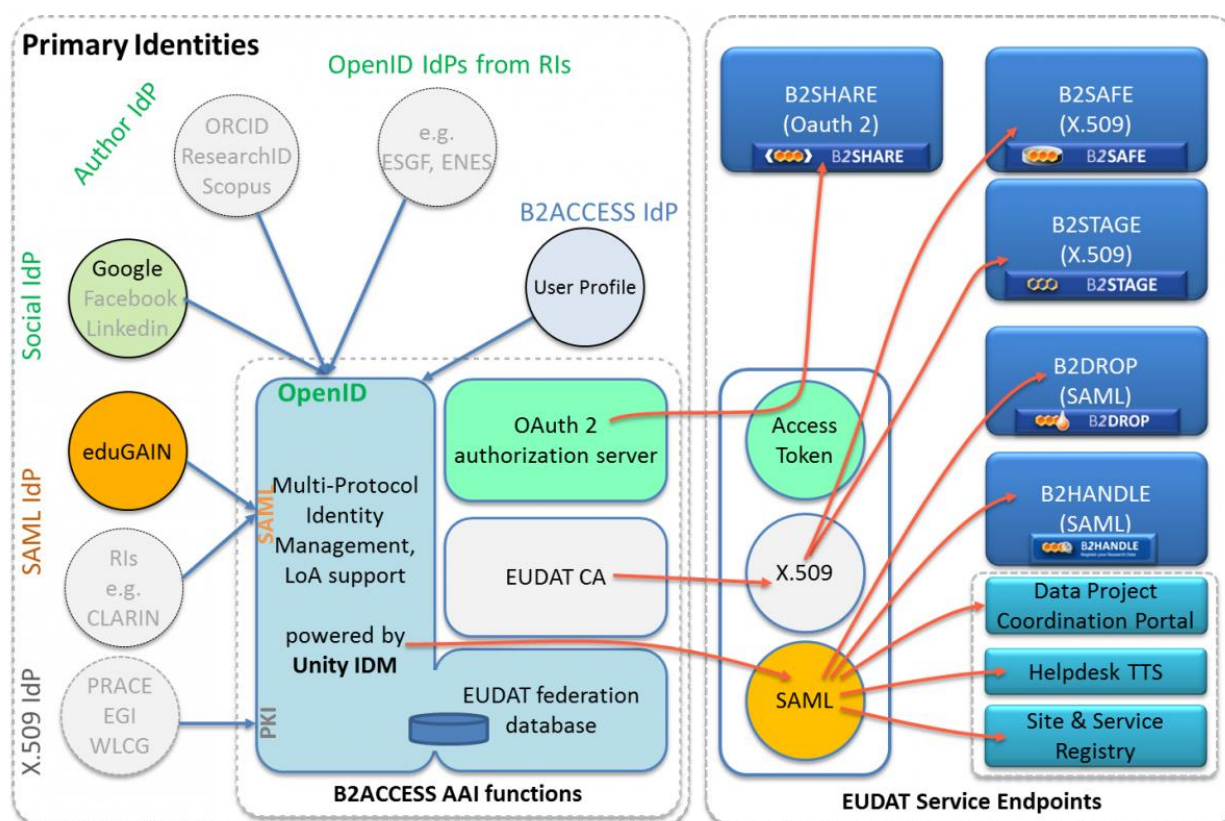 Primary Identities
Author IdP
OpenID IdPs from RIs
ORCID
ResearchID
Scopus
e.g.
ESGF, ENES
B2ACCESS IdP
Social IdP
Google
Facebook
Linkedin
User Profile
SAML IdP
eduGAIN
RIs
e.g.
CLARIN
X.509 IdP
PRACE
EGI
WLCG
OpenID
SAML
Multi-Protocol
Identity
Management,
LoA support
powered by
Unity IDM
PKI
OAuth 2
authorization server
EUDAT CA
EUDAT federation
database
B2ACCESS AAI functions
Access
Token
X.509
SAML
B2SHARE
(Oauth 2)
B2SHARE
B2SAFE
(X.509)
B2SAFE
B2STAGE
(X.509)
B2STAGE
B2DROP
(SAML)
B2DROP
B2HANDLE
(SAML)
B2HANDLE
Register your Research Data
Data Project
Coordination Portal
Helpdesk TTS
Site & Service
Registry
EUDAT Service Endpoints